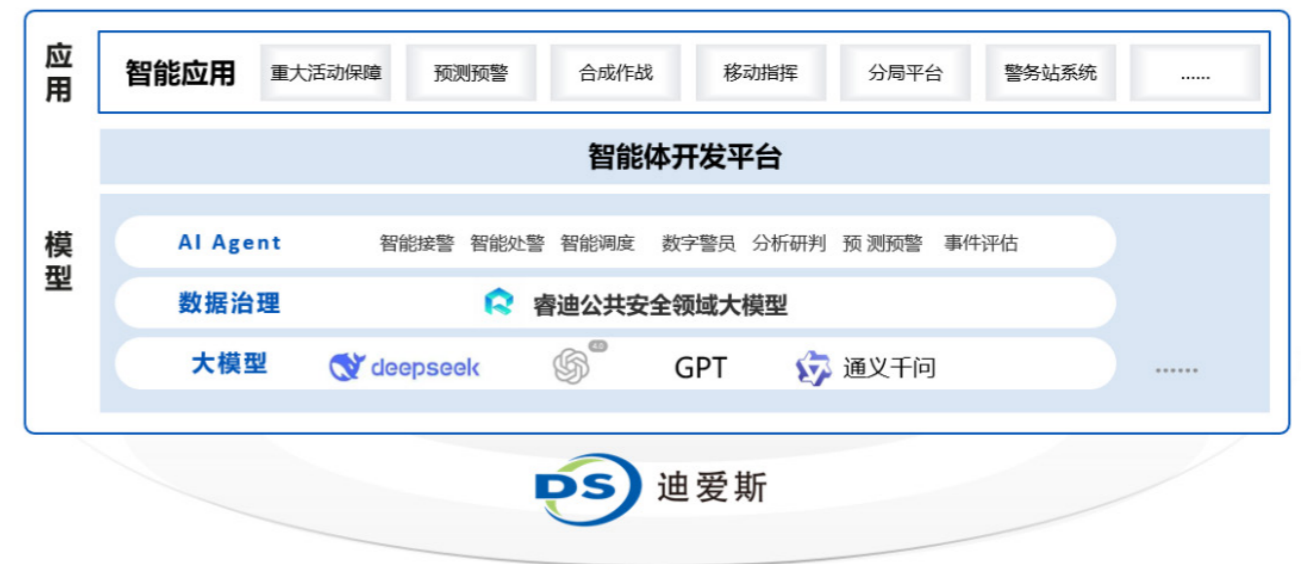 应用
智能应用 重大活动保障 预测预警 合成作战 移动指挥 分局平台 警务站系统 ......
智能体开发平台
模型
AI Agent 智能接警 智能处警 智能调度 数字警员 分析研判 预 测预警 事件评估
数据治理 睿迪公共安全领域大模型
大模型 deepseek 4.0 GPT 通义千问 ......
DS 迪爱斯